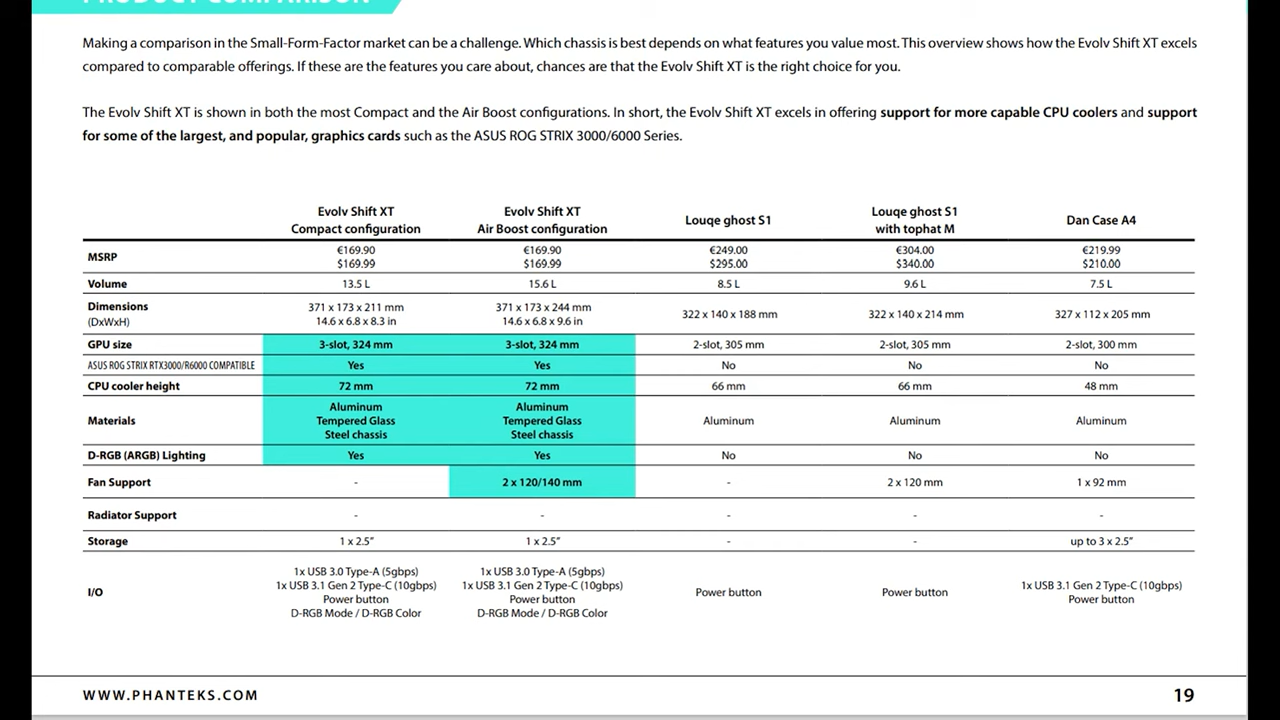 PRODUCT COMPARISON
Making a comparison in the Small-Form-Factor market can be a challenge. Which chassis is best depends on what features you value most. This overview shows how the Evolv Shift XT excels
compared to comparable offerings. If these are the features you care about, chances are that the Evolv Shift XT is the right choice for you.
The Evolv Shift XT is shown in both the most Compact and the Air Boost configurations. In short, the Evolv Shift XT excels in offering support for more capable CPU coolers and support
for some of the largest, and popular, graphics cards such as the ASUS ROG STRIX 3000/6000 Series.
Evolv Shift XT Evolv Shift XT Louqe ghost S1 Louqe ghost S1 Dan Case A4
Compact configuration Air Boost configuration with tophat M
MSRP €169.90 €169.90 €249.00 €304.00 €219.99
$169.99 $169.99 $295.00 $340.00 $210.00
Volume 13.5 L 15.6 L 8.5 L 9.6 L 7.5 L
Dimensions 371 x 173 x 211 mm 371 x 173 x 244 mm 322 x 140 x 188 mm 322 x 140 x 214 mm 327 x 112 x 205 mm
(DxWxH) 14.6 x 6.8 x 8.3 in 14.6 x 6.8 x 9.6 in
GPU size 3-slot, 324 mm 3-slot, 324 mm 2-slot, 305 mm 2-slot, 305 mm 2-slot, 300 mm
ASUS ROG STRIX RTX3000/R6000 COMPATIBLE Yes Yes No No No
CPU cooler height 72 mm 72 mm 66 mm 66 mm 48 mm
Materials Aluminum Aluminum Aluminum Aluminum Aluminum
Tempered Glass Tempered Glass
Steel chassis Steel chassis
D-RGB (ARGB) Lighting Yes Yes No No No
Fan Support - 2 x 120/140 mm - 2 x 120 mm 1 x 92 mm
Radiator Support - - - - -
Storage 1 x 2.5” 1 x 2.5” - - up to 3 x 2.5”
I/O 1x USB 3.0 Type-A (5gbps) 1x USB 3.0 Type-A (5gbps) Power button Power button 1x USB 3.1 Gen 2 Type-C (10gbps)
1x USB 3.1 Gen 2 Type-C (10gbps) 1x USB 3.1 Gen 2 Type-C (10gbps) Power button
Power button Power button
D-RGB Mode / D-RGB Color D-RGB Mode / D-RGB Color
WWW.PHANTEKS.COM 19